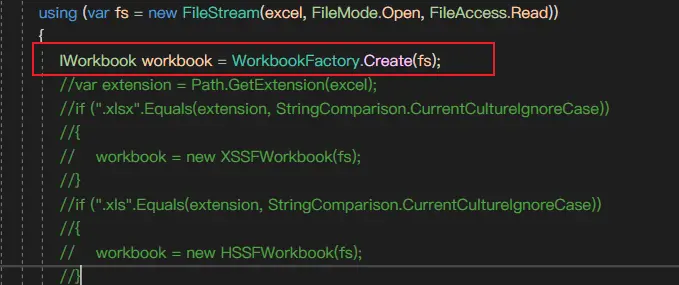 using (var fs = new FileStream(excel, FileMode.Open, FileAccess.Read))
{
IWorkbook workbook = WorkbookFactory.Create(fs);
//var extension = Path.GetExtension(excel);
//if (".xlsx".Equals(extension, StringComparison.CurrentCultureIgnoreCase))
//{
//    workbook = new XSSFWorkbook(fs);
//}
//if (".xls".Equals(extension, StringComparison.CurrentCultureIgnoreCase))
//{
//    workbook = new HSSFWorkbook(fs);
//}